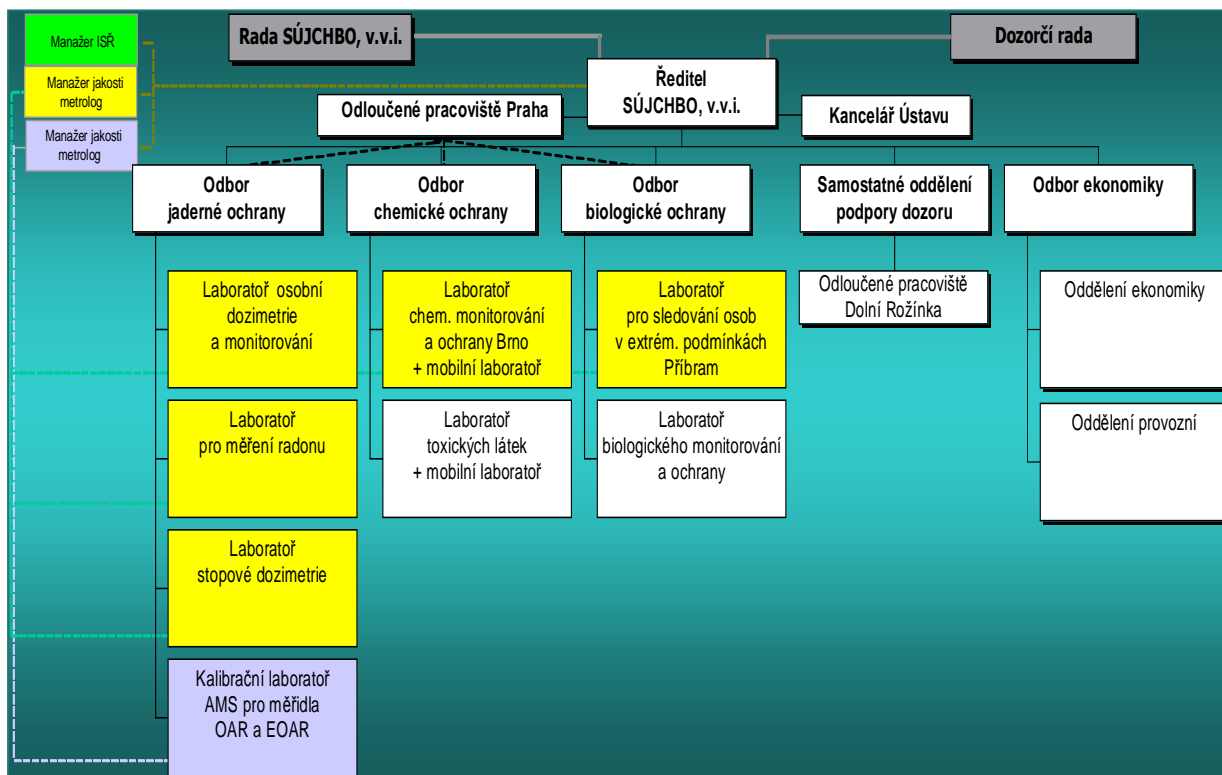 Manažer ISŘ
Manažer jakosti
metrolog
Manažer jakosti
metrolog
Rada SÚJCHBO, v.v.i.
Dozorčí rada
Ředitel
SÚJCHBO, v.v.i.
Odloučené pracoviště Praha
Kancelář Ústavu
Odbor
jaderné ochrany
Odbor
chemické ochrany
Odbor
biologické ochrany
Samostatné oddělení
podpory dozoru
Odbor ekonomiky
Laboratoř osobní
dozimetrie
a monitorování
Laboratoř
chem. monitorování
a ochrany Brno
+ mobilní laboratoř
Laboratoř
pro sledování osob
v extrém. podmínkách
Příbram
Odloučené pracoviště
Dolní Rožínka
Oddělení ekonomiky
Laboratoř
pro měření radonu
Laboratoř
toxických látek
+ mobilní laboratoř
Laboratoř
biologického monitorování
a ochrany
Oddělení provozní
Laboratoř
stopové dozimetrie
Kalibrační laboratoř
AMS pro měřidla
OAR a EOAR